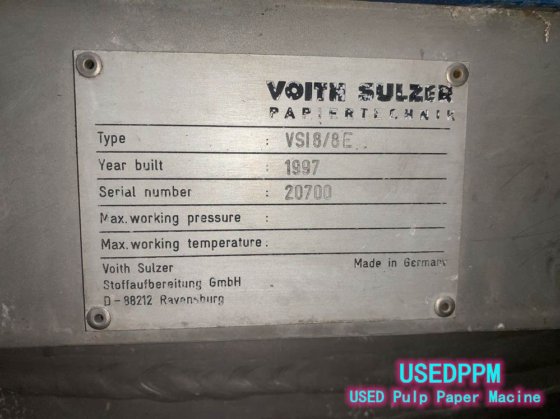 VOITH SULZER
PAPIERTECHNIK
Type : VSI8/8E
Year built : 1997
Serial number : 20700
Max. working pressure :
Max. working temperature :
Voith Sulzer
Stoffaufbereitung GmbH
D-88212 Ravensburg
Made in Germany
USEDPPM
USED Pulp Paper Macine